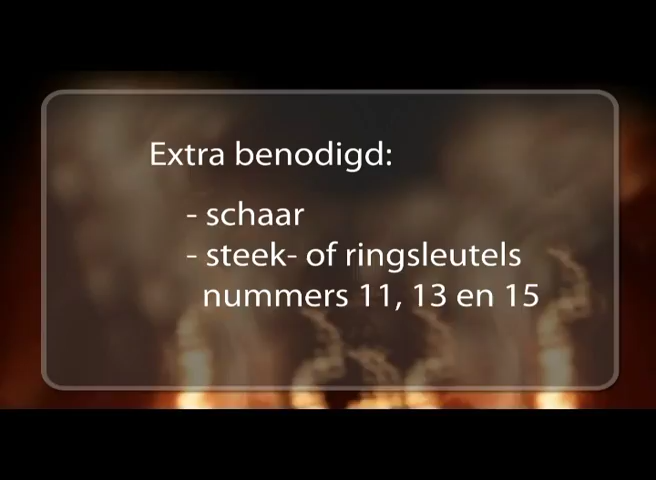 Extra benodigd:
- schaar
- steek- of ringsleutels
nummers 11, 13 en 15